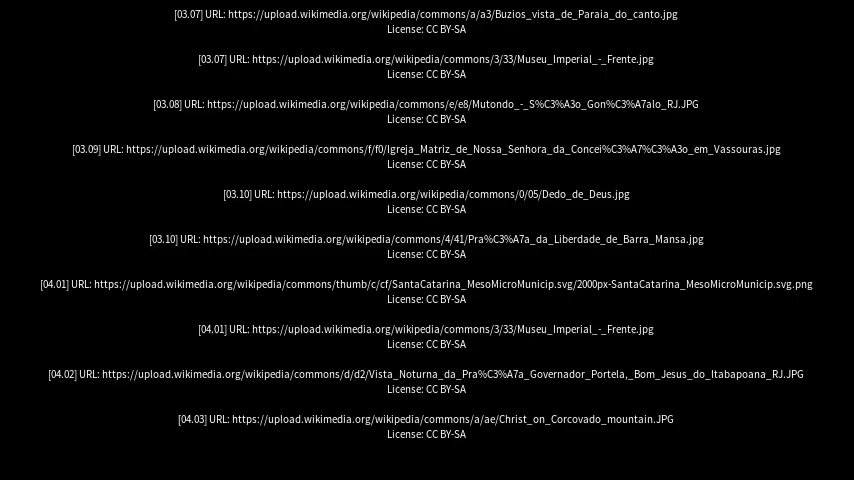 [03.07] URL: https://upload.wikimedia.org/wikipedia/commons/a/a3/Buzios_vista_de_Paraia_do_canto.jpg
License: CC BY-SA
[03.07] URL: https://upload.wikimedia.org/wikipedia/commons/3/33/Museu_Imperial_-_Frente.jpg
License: CC BY-SA
[03.08] URL: https://upload.wikimedia.org/wikipedia/commons/e/e8/Mutondo_-_S%C3%A3o_Gon%C3%A7alo_RJ.JPG
License: CC BY-SA
[03.09] URL: https://upload.wikimedia.org/wikipedia/commons/f/f0/Igreja_Matriz_de_Nossa_Senhora_da_Concei%C3%A7%C3%A3o_em_Vassouras.jpg
License: CC BY-SA
[03.10] URL: https://upload.wikimedia.org/wikipedia/commons/0/05/Dedo_de_Deus.jpg
License: CC BY-SA
[03.10] URL: https://upload.wikimedia.org/wikipedia/commons/4/41/Pra%C3%A7a_da_Liberdade_de_Barra_Mansa.jpg
License: CC BY-SA
[04.01] URL: https://upload.wikimedia.org/wikipedia/commons/thumb/c/cf/SantaCatarina_MesoMicroMunicip.svg/2000px-SantaCatarina_MesoMicroMunicip.svg.png
License: CC BY-SA
[04.01] URL: https://upload.wikimedia.org/wikipedia/commons/3/33/Museu_Imperial_-_Frente.jpg
License: CC BY-SA
[04.02] URL: https://upload.wikimedia.org/wikipedia/commons/d/d2/Vista_Noturna_da_Pra%C3%A7a_Governador_Portela,_Bom_Jesus_do_Itabapoana_RJ.JPG
License: CC BY-SA
[04.03] URL: https://upload.wikimedia.org/wikipedia/commons/a/ae/Christ_on_Corcovado_mountain.JPG
License: CC BY-SA